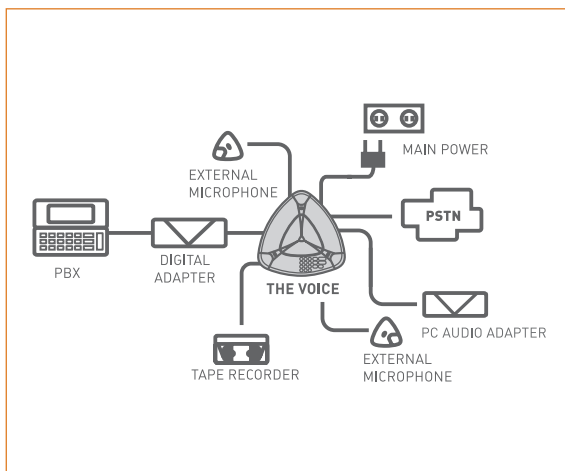 MAIN POWER
EXTERNAL
MICROPHONE
PSTN
PBX
DIGITAL
ADAPTER
THE VOICE
PC AUDIO ADAPTER
TAPE RECORDER
EXTERNAL
MICROPHONE